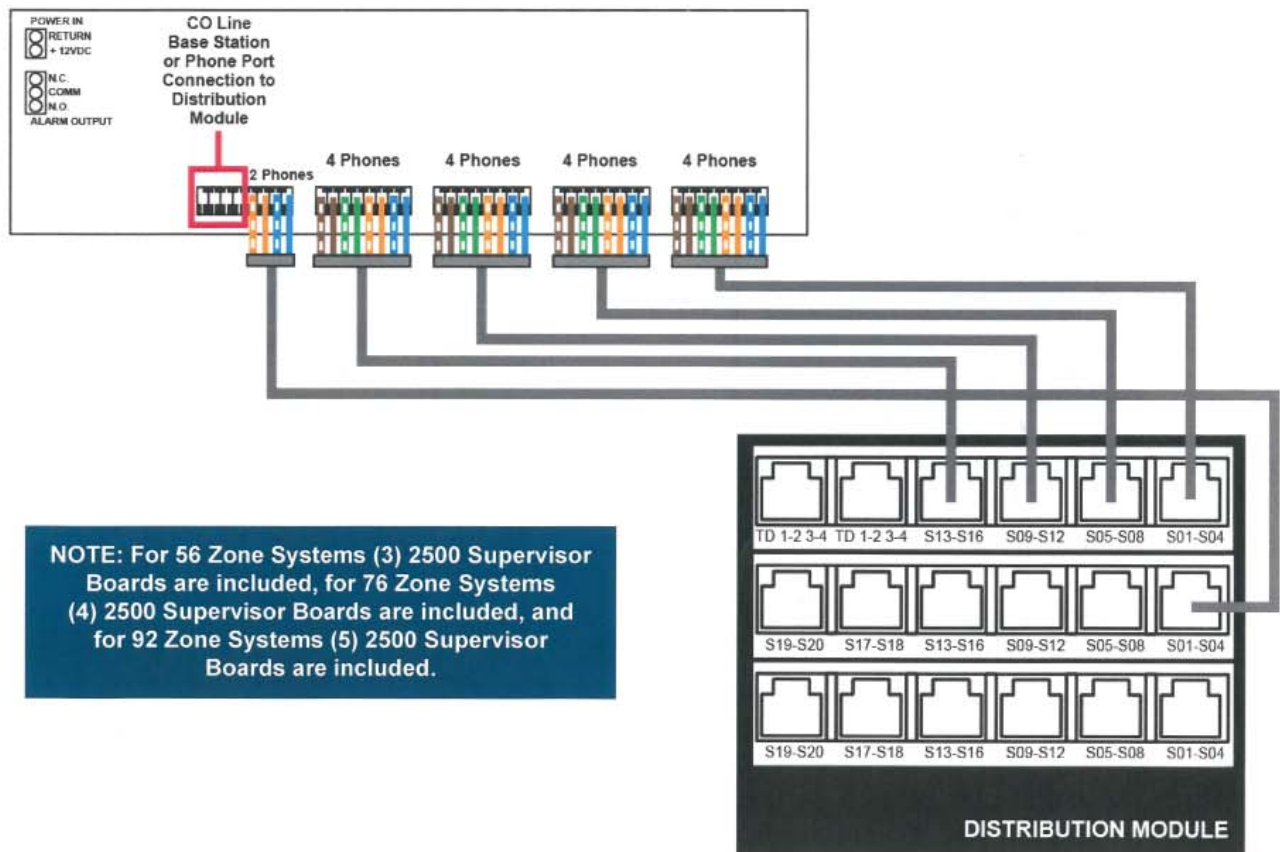 POWER IN
RETURN
+ 12VDC
N.C.
COMM
N.O.
ALARM OUTPUT
CO Line
Base Station
or Phone Port
Connection to
Distribution
Module
2 Phones
4 Phones
4 Phones
4 Phones
4 Phones
NOTE: For 56 Zone Systems (3) 2500 Supervisor
Boards are included, for 76 Zone Systems
(4) 2500 Supervisor Boards are included, and
for 92 Zone Systems (5) 2500 Supervisor
Boards are included.
TD 1-2 3-4 TD 1-2 3-4 S13-S16 S09-S12 S05-S08 S01-S04
S19-S20 S17-S18 S13-S16 S09-S12 S05-S08 S01-S04
S19-S20 S17-S18 S13-S16 S09-S12 S05-S08 S01-S04
DISTRIBUTION MODULE